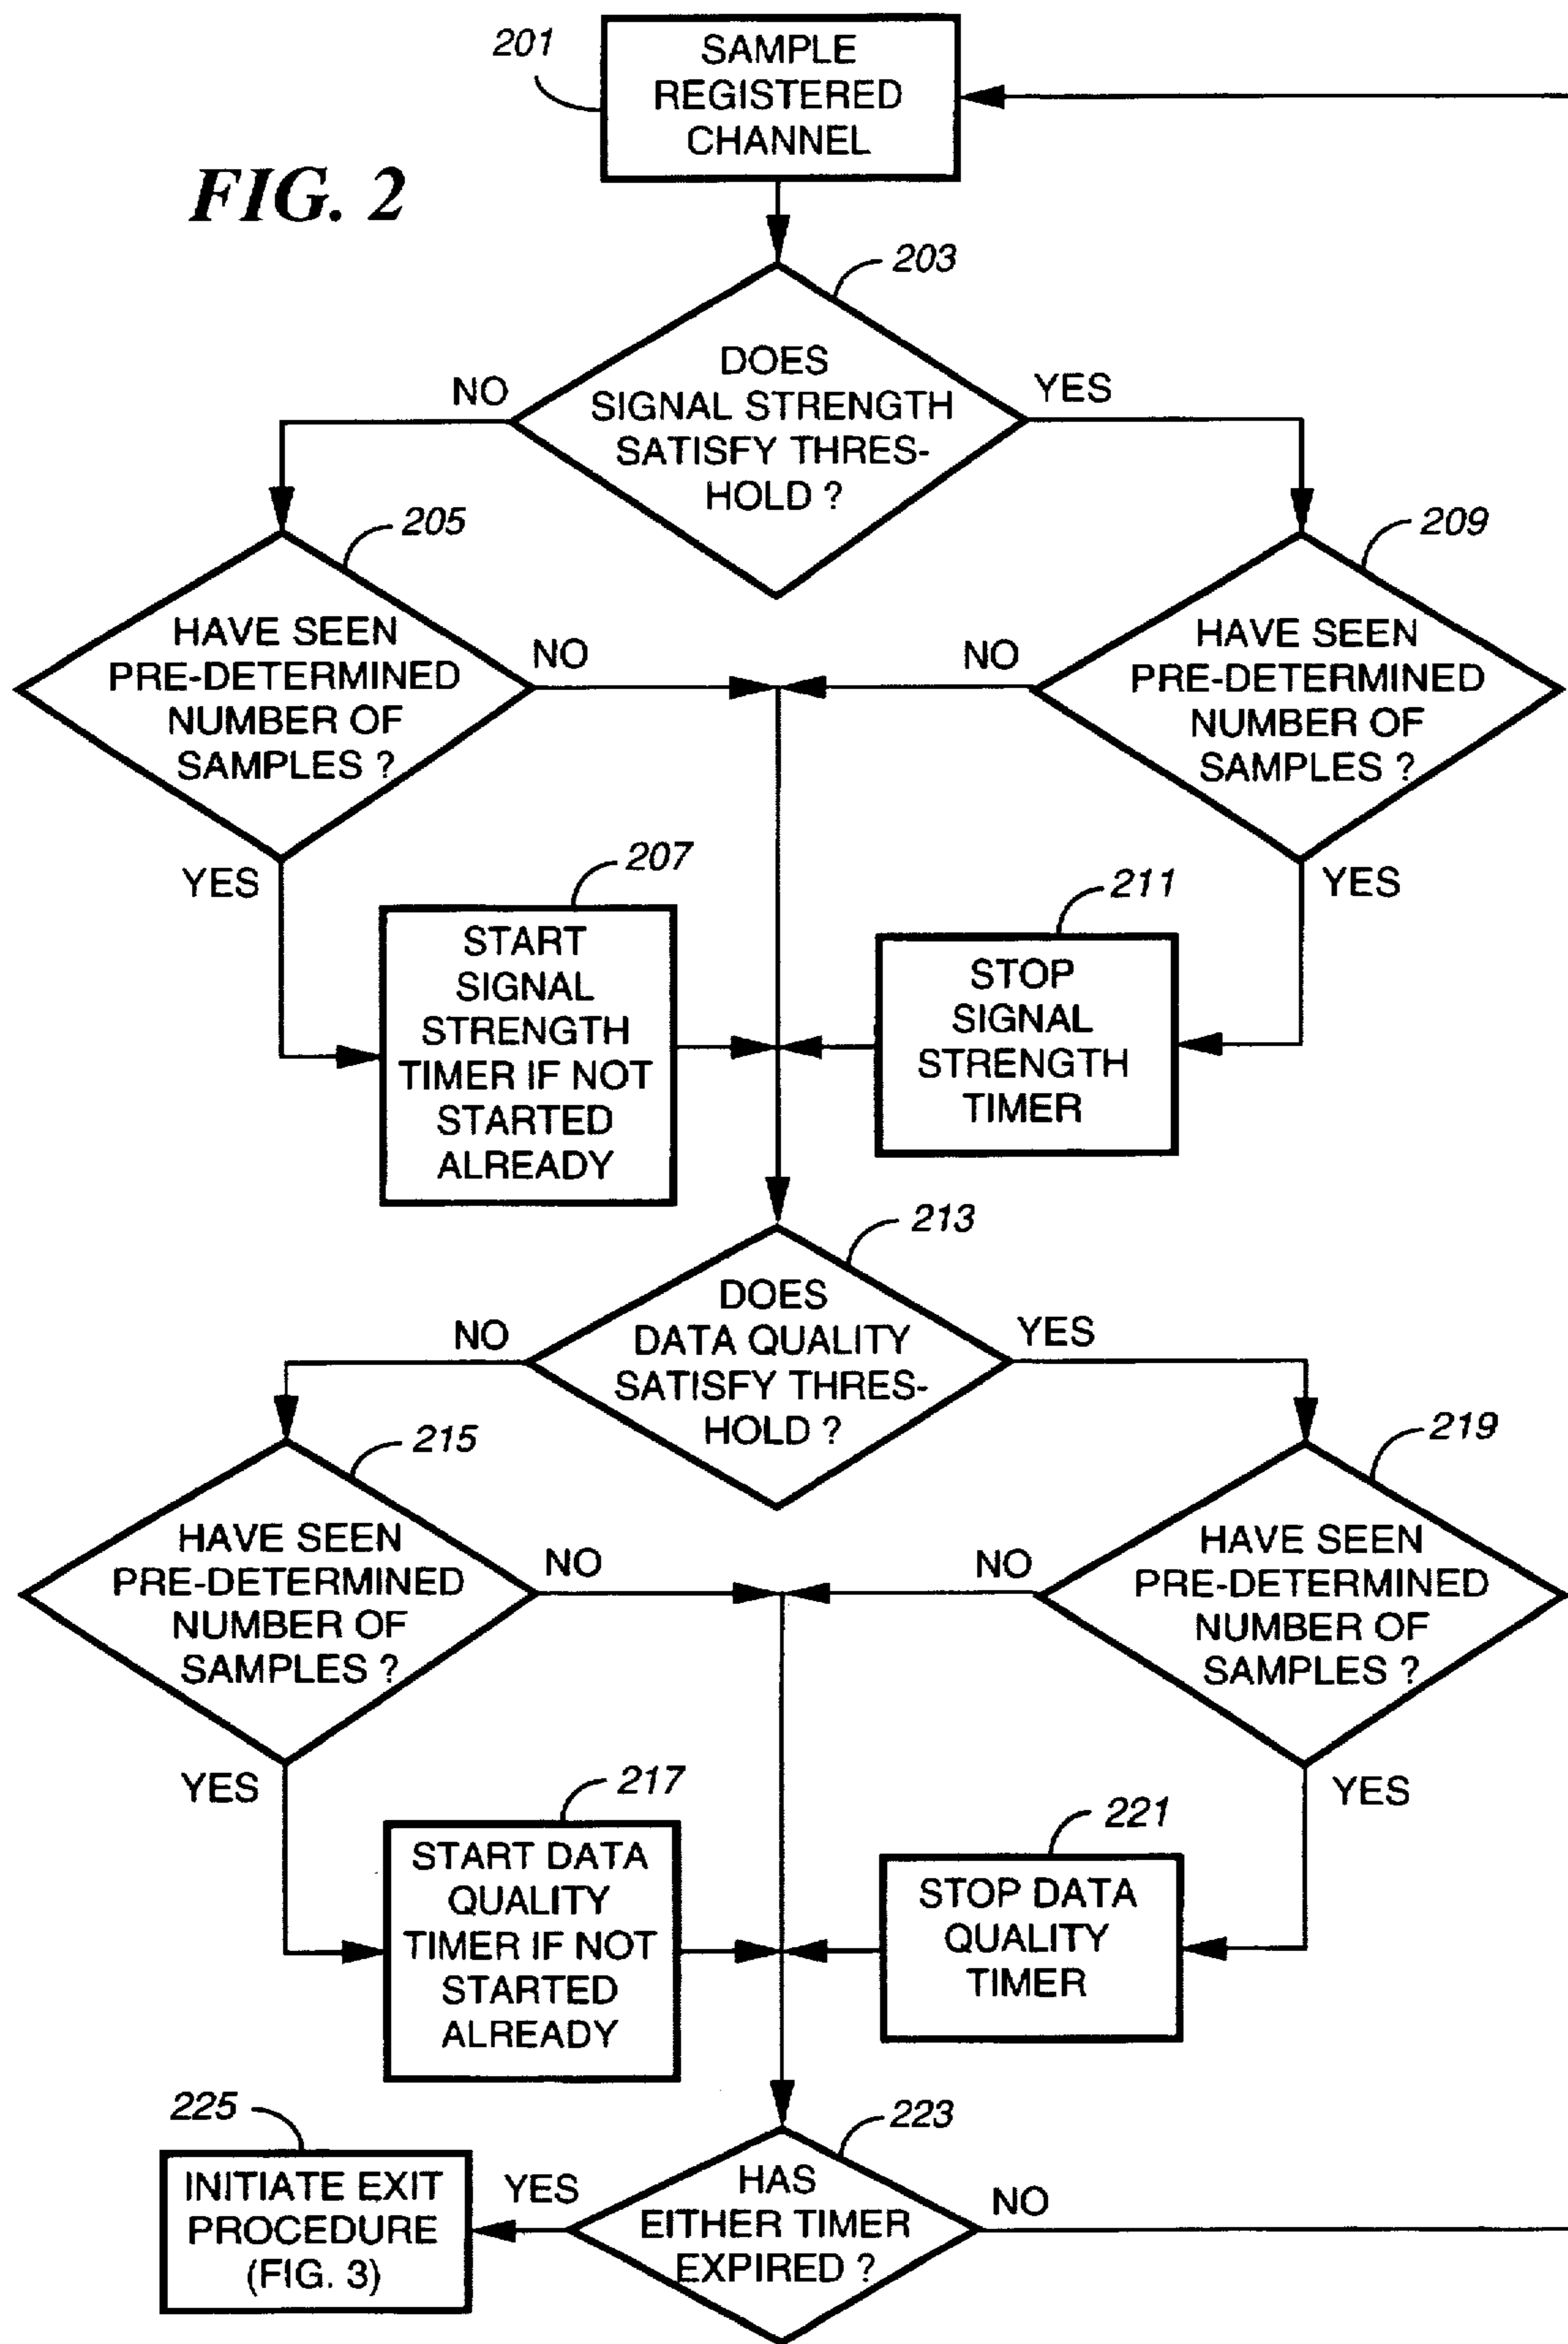 201
SAMPLE
REGISTERED
CHANNEL
FIG. 2
203
DOES
SIGNAL STRENGTH
SATISFY THRES-
HOLD ?
NO
YES
205
HAVE SEEN
PRE-DETERMINED
NUMBER OF
SAMPLES ?
NO
YES
209
HAVE SEEN
PRE-DETERMINED
NUMBER OF
SAMPLES ?
NO
YES
207
START
SIGNAL
STRENGTH
TIMER IF NOT
STARTED
ALREADY
211
STOP
SIGNAL
STRENGTH
TIMER
213
DOES
DATA QUALITY
SATISFY THRES-
HOLD ?
NO
YES
215
HAVE SEEN
PRE-DETERMINED
NUMBER OF
SAMPLES ?
NO
YES
219
HAVE SEEN
PRE-DETERMINED
NUMBER OF
SAMPLES ?
NO
YES
217
START DATA
QUALITY
TIMER IF NOT
STARTED
ALREADY
221
STOP DATA
QUALITY
TIMER
223
HAS
EITHER TIMER
EXPIRED ?
YES
NO
225
INITIATE EXIT
PROCEDURE
(FIG. 3)